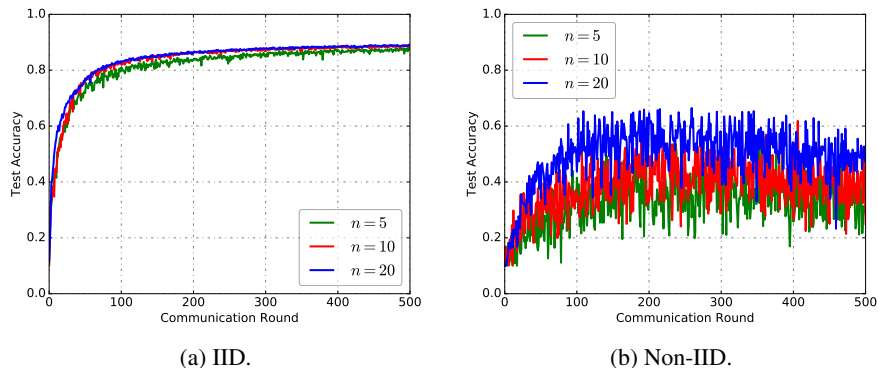 1.0
0.8
0.6
0.4
0.2
0.0
Test Accuracy
0 100 200 300 400 500
Communication Round
n = 5
n = 10
n = 20
(a) IID.
1.0
0.8
0.6
0.4
0.2
0.0
Test Accuracy
n = 5
n = 10
n = 20
0 100 200 300 400 500
Communication Round
(b) Non-IID.